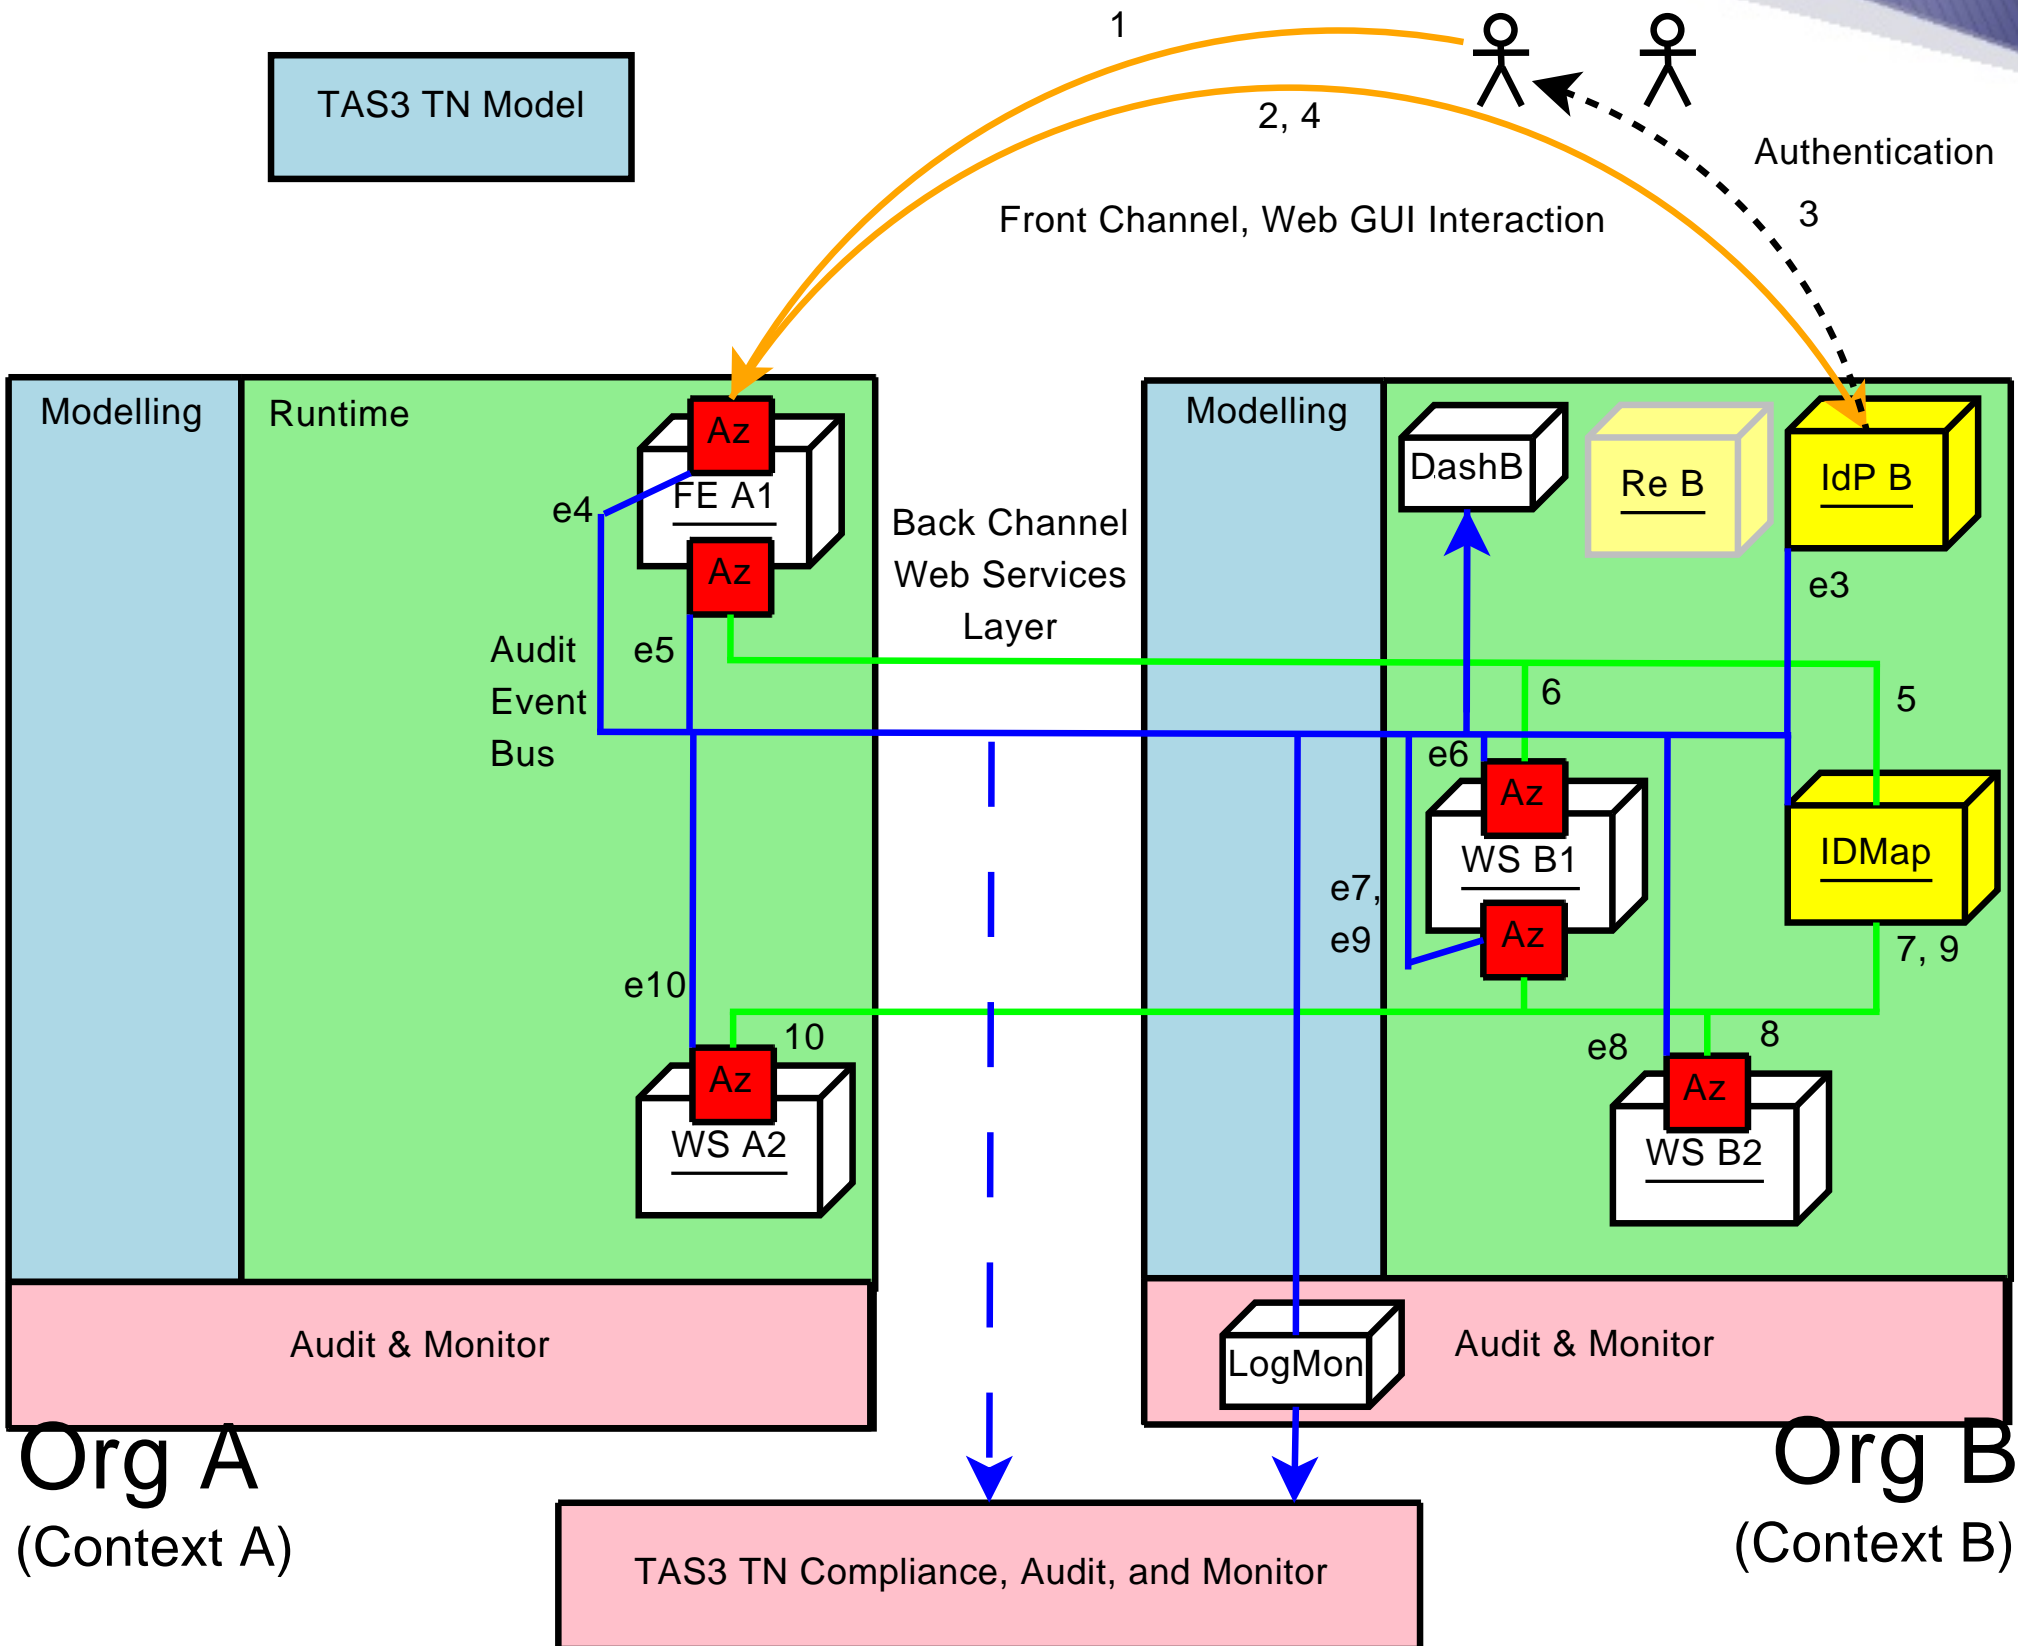 1
TAS3 TN Model
2, 4
Authentication
3
Front Channel, Web GUI Interaction
Modelling
Runtime
Az
FE A1
Az
e4
e5
Audit
Event
Bus
Back Channel
Web Services
Layer
Modelling
DashB
Re B
IdP B
e3
6
5
e6
Az
WS B1
Az
e7,
e9
IDMap
7, 9
e10
10
Az
WS A2
e8
8
Az
WS B2
Audit & Monitor
LogMon
Audit & Monitor
Org A
(Context A)
Org B
(Context B)
TAS3 TN Compliance, Audit, and Monitor